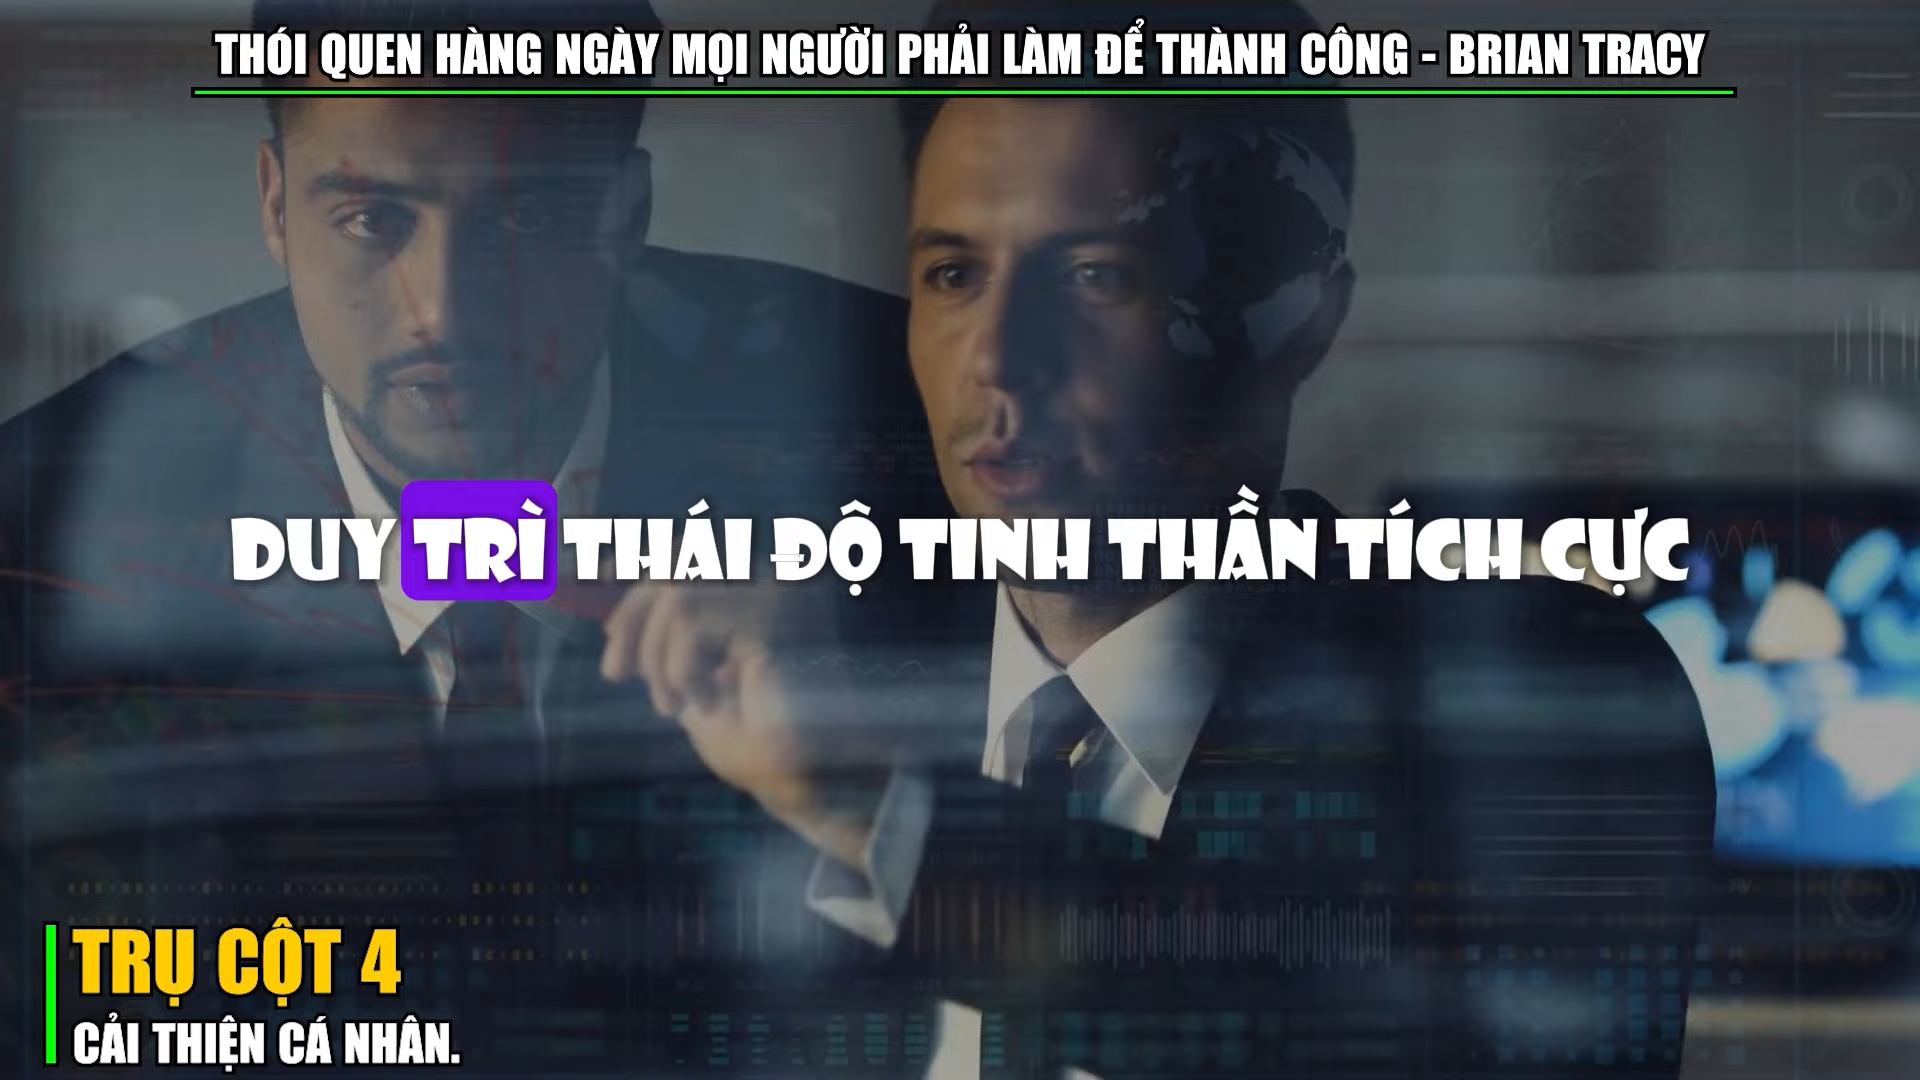 THÓI QUEN HÀNG NGÀY MỌI NGƯỜI PHẢI LÀM ĐỂ THÀNH CÔNG - BRIAN TRACY
DUY TRÌ THÁI ĐỘ TINH THẦN TÍCH CỰC
TRỤ CỘT 4
CẢI THIỆN CÁ NHÂN.